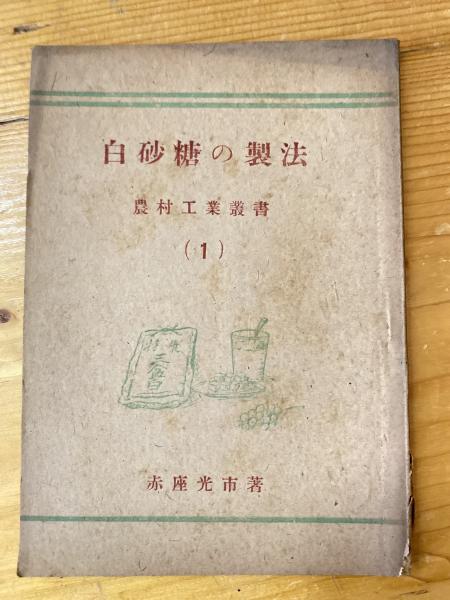 白砂糖の製法
農村工業叢書
(1)
赤座光市著